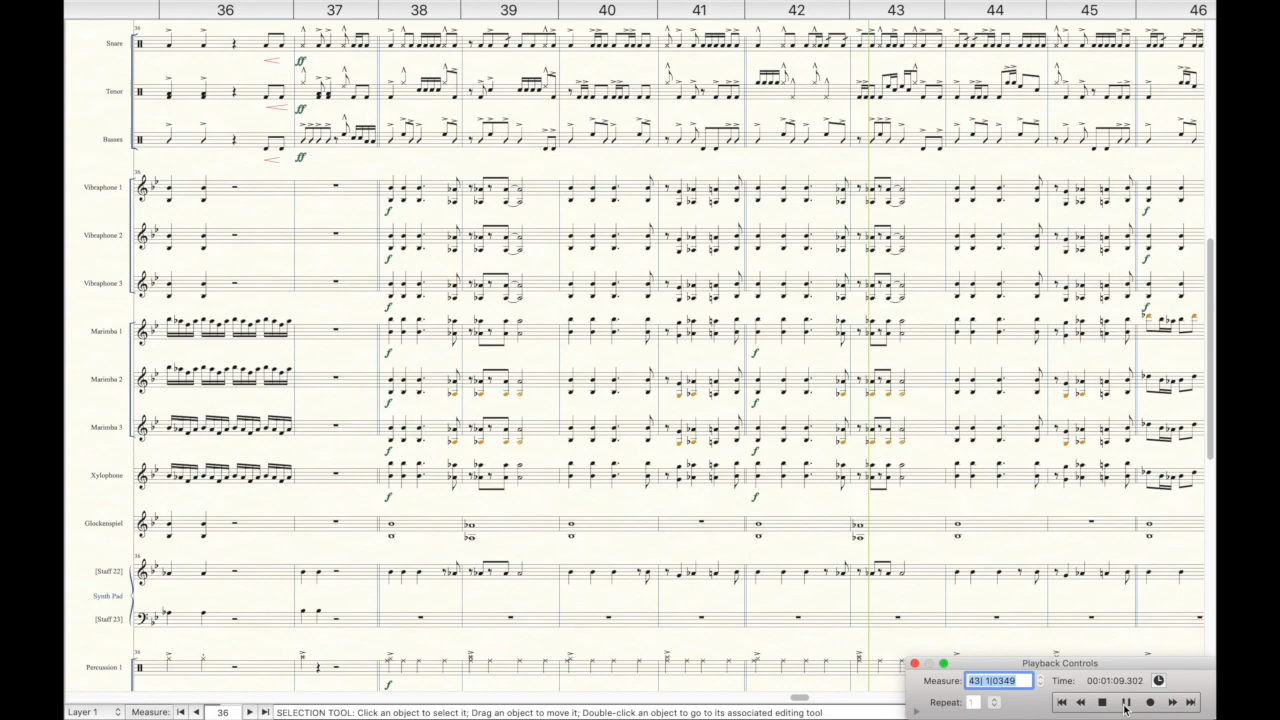 36 37 38 39 40 41 42 43 44 45 46
36
Snare
ff
Tenor
ff
Basses
ff
36
Vibraphone 1
f f
Vibraphone 2
f f
Vibraphone 3
f f
Marimba 1
f f
Marimba 2
f f
Marimba 3
f f
Xylophone
f f
Glockenspiel
36
[Staff 22]
Synth Pad
[Staff 23]
36
Percussion 1
f
Playback Controls
Measure: 43| 1|0349 Time: 00:01:09.302
Repeat: 1
Layer 1 Measure: 36 SELECTION TOOL: Click an object to select it; Drag an object to move it; Double-click an object to go to its associated editing tool